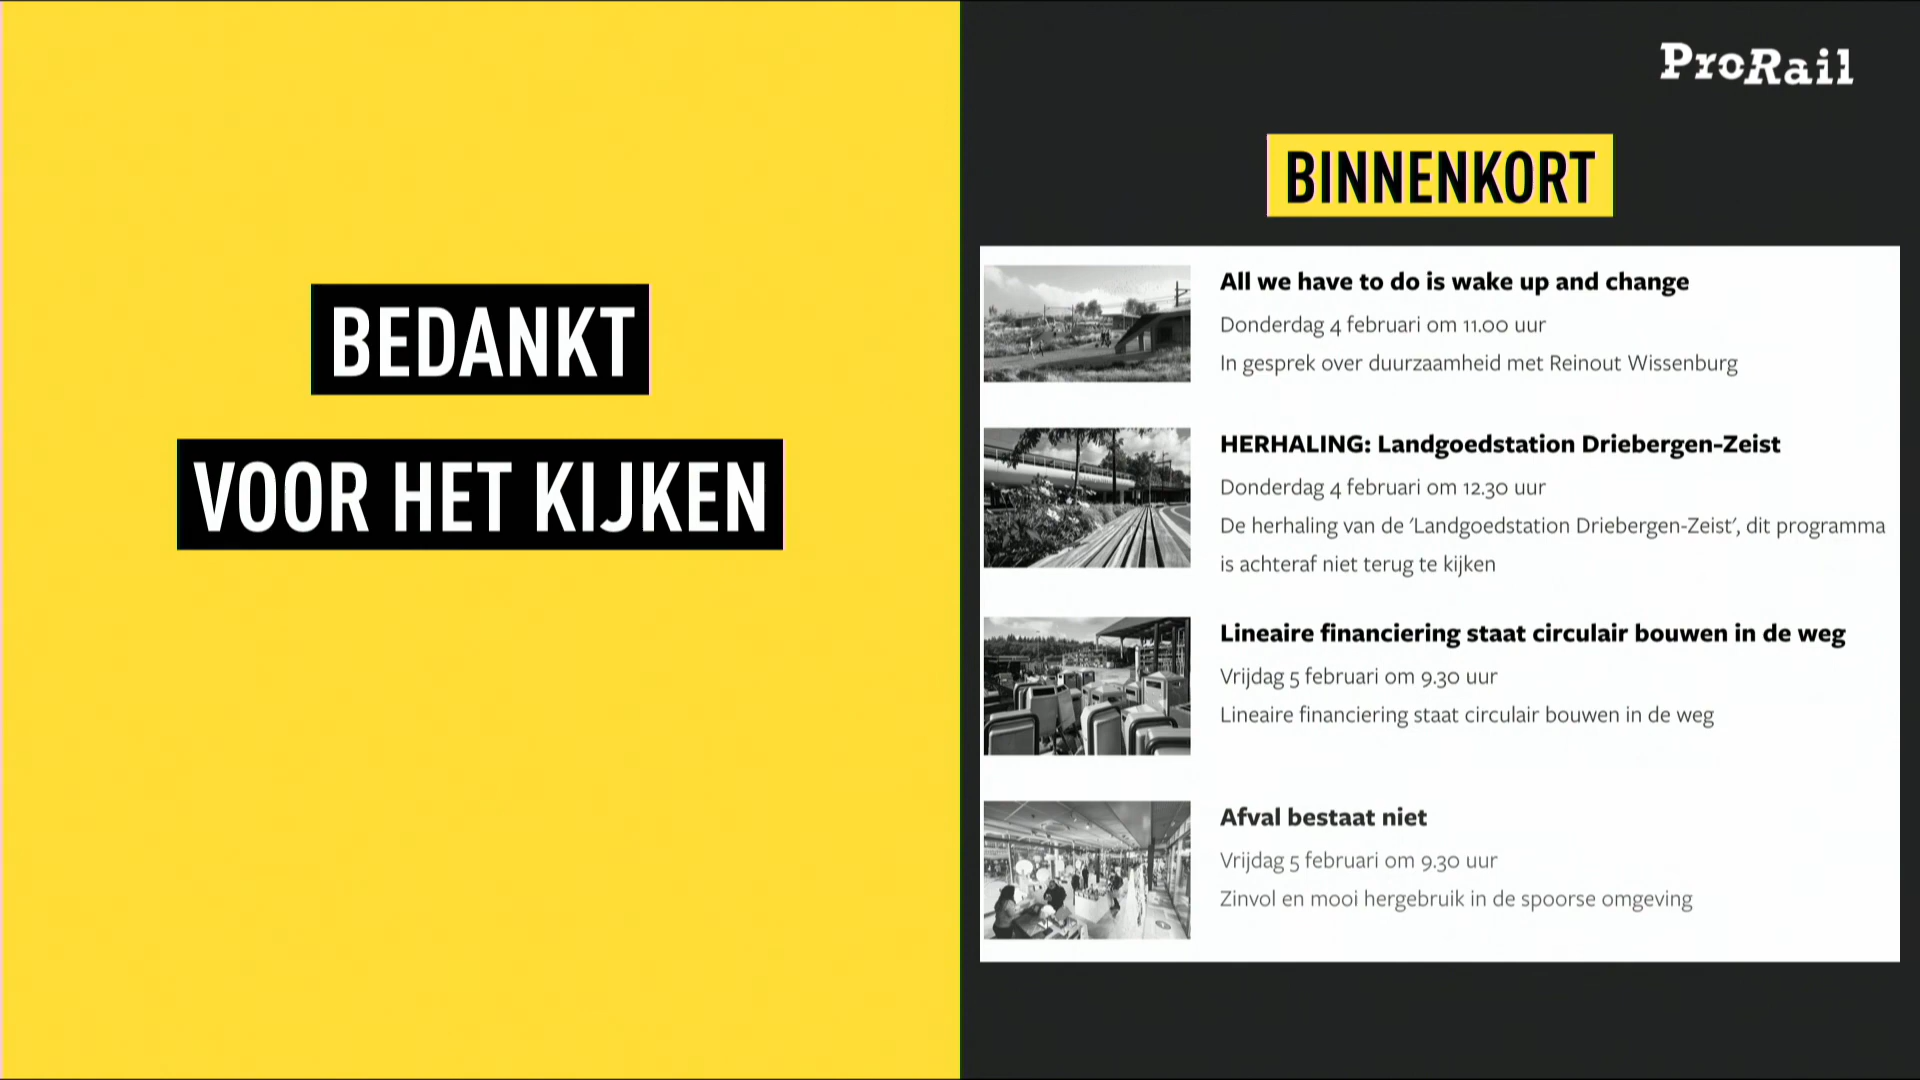 BEDANKT
VOOR HET KIJKEN
ProRail
BINNENKORT
All we have to do is wake up and change
Donderdag 4 februari om 11.00 uur
In gesprek over duurzaamheid met Reinout Wissenburg
HERHALING: Landgoedstation Driebergen-Zeist
Donderdag 4 februari om 12.30 uur
De herhaling van de 'Landgoedstation Driebergen-Zeist', dit programma
is achteraf niet terug te kijken
Lineaire financiering staat circulair bouwen in de weg
Vrijdag 5 februari om 9.30 uur
Lineaire financiering staat circulair bouwen in de weg
Afval bestaat niet
Vrijdag 5 februari om 9.30 uur
Zinvol en mooi hergebruik in de spoorse omgeving